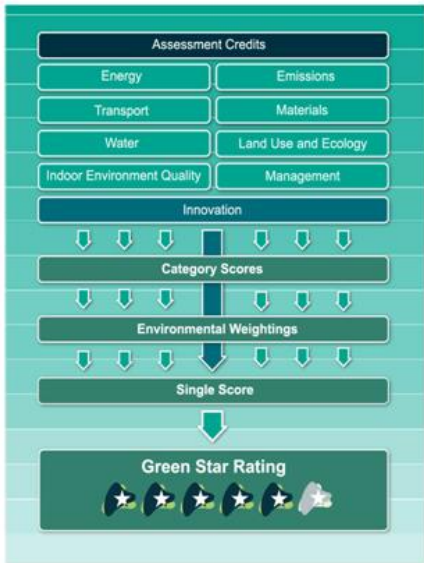 Assessment Credits
Energy
Emissions
Transport
Materials
Water
Land Use and Ecology
Indoor Environment Quality
Management
Innovation
Category Scores
Environmental Weightings
Single Score
Green Star Rating